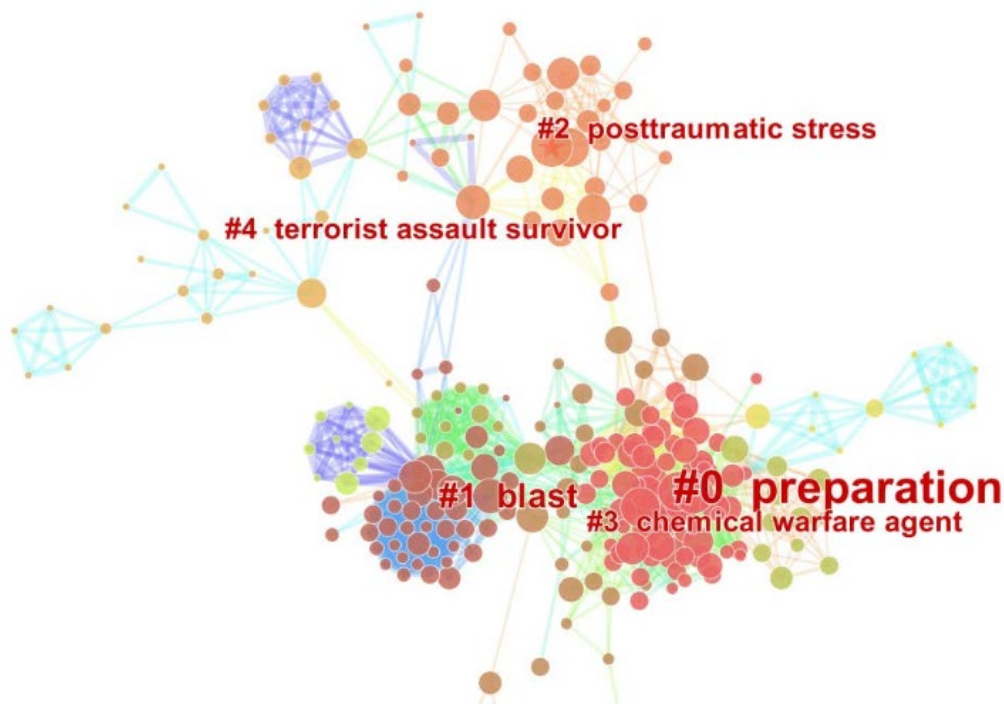 #2 posttraumatic stress
#4 terrorist assault survivor
#0 preparation
#1 blast
#3 chemical warfare agent